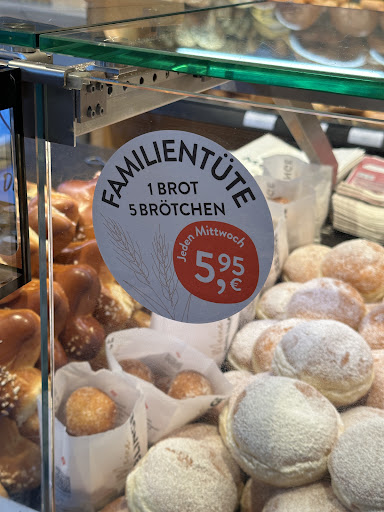 FAMILIENTÜTE
1 BROT
5 BRÖTCHEN
Jeden Mittwoch
5,95
€